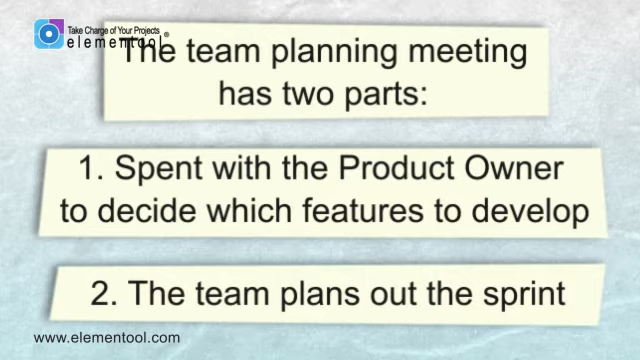 Take Charge of Your Projects
elementool®
The team planning meeting
has two parts:
1. Spent with the Product Owner
to decide which features to develop
2. The team plans out the sprint
www.elementool.com